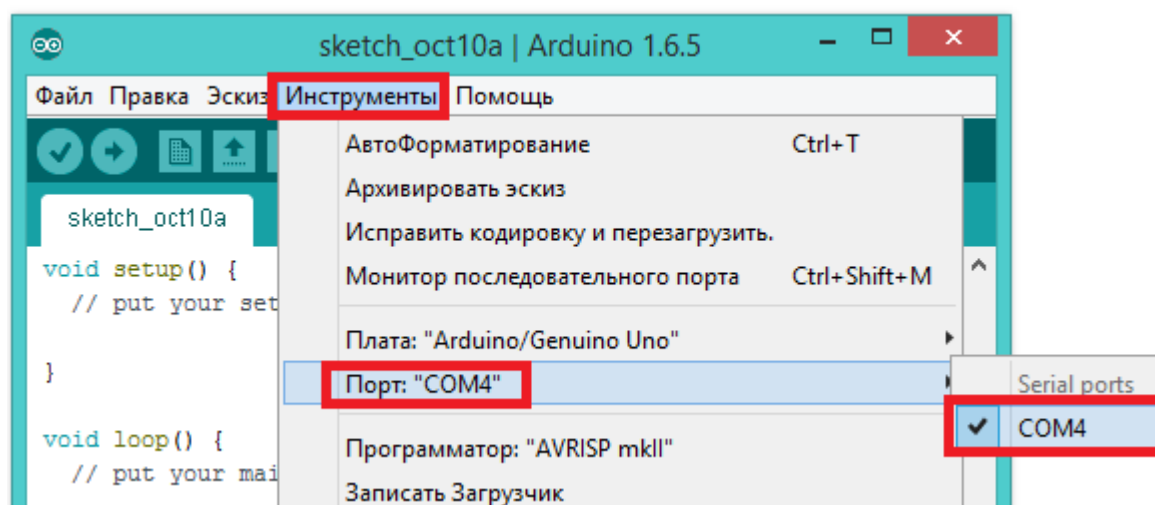 sketch_oct10a | Arduino 1.6.5
Файл Правка Эскиз Инструменты Помощь
АвтоФорматирование Ctrl+T
Архивировать эскиз
Исправить кодировку и перезагрузить.
Монитор последовательного порта Ctrl+Shift+M
Плата: "Arduino/Genuino Uno"
Порт: "COM4"
Программатор: "AVRISP mkII"
Записать Загрузчик
Serial ports
COM4
sketch_oct10a
void setup() {
// put your set
}
void loop() {
// put your mai